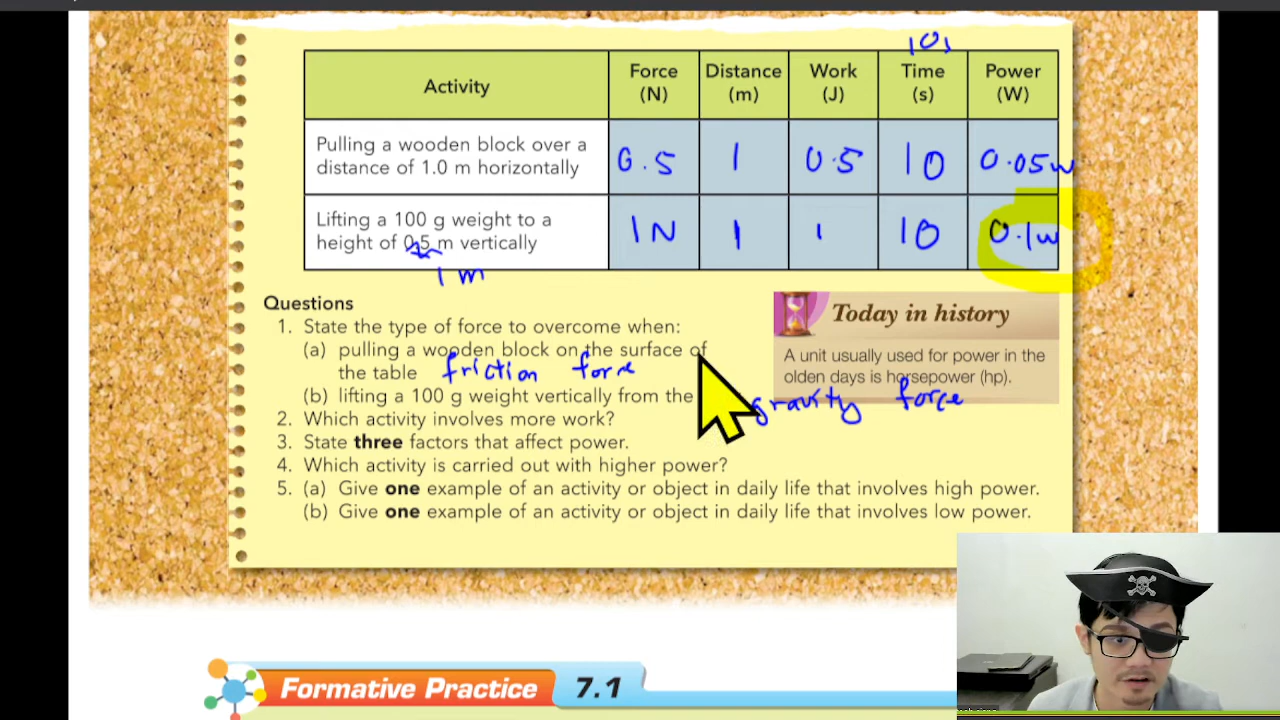 10s
Activity
Force
(N)
Distance
(m)
Work
(J)
Time
(s)
Power
(W)
Pulling a wooden block over a
distance of 1.0 m horizontally
0.5
1
0.5
10
0.05w
Lifting a 100 g weight to a
height of 0.5 m vertically
1 m
1N
1
1
10
0.1w
Questions
1. State the type of force to overcome when:
(a) pulling a wooden block on the surface of
the table friction force
(b) lifting a 100 g weight vertically from the
gravity force
2. Which activity involves more work?
3. State three factors that affect power.
4. Which activity is carried out with higher power?
5. (a) Give one example of an activity or object in daily life that involves high power.
(b) Give one example of an activity or object in daily life that involves low power.
Today in history
A unit usually used for power in the
olden days is horsepower (hp).
Formative Practice 7.1